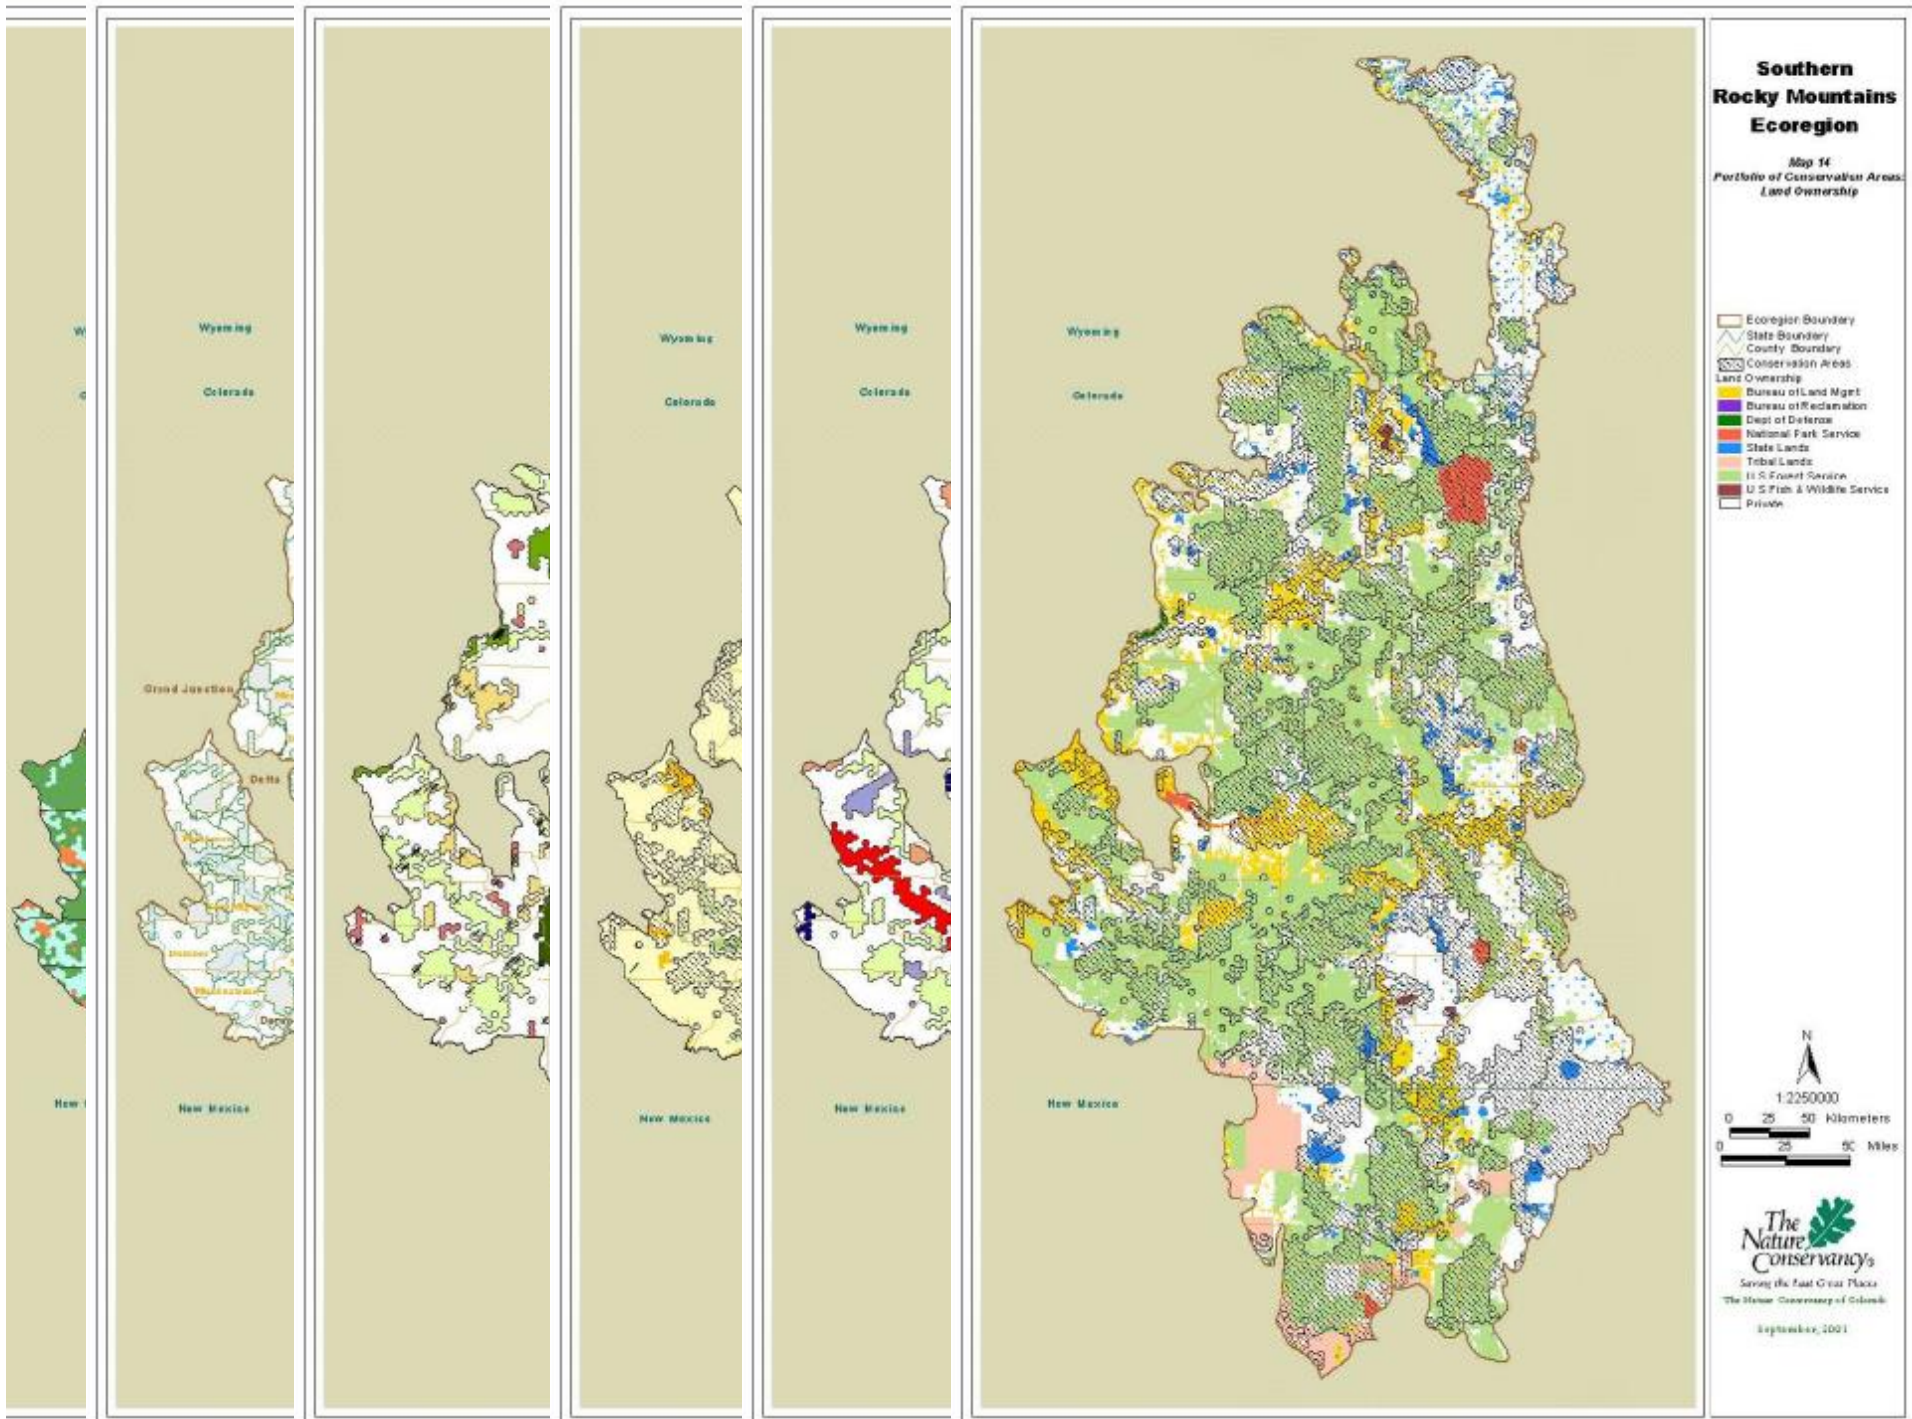 Southern
Rocky Mountains
Ecoregion
Map 14
Portfolio of Conservation Areas:
Land Ownership
Ecoregion Boundary
State Boundary
County Boundary
Conservation Areas
Land Ownership
Bureau of Land Mgmt
Bureau of Reclamation
Dept of Defense
National Park Service
State Lands
Tribal Lands
U S Forest Service
U S Fish & Wildlife Service
Private
N
1:2250000
0 25 50 Kilometers
0 25 50 Miles
The
Nature
Conservancy®
Saving the Last Great Places
The Nature Conservancy of Colorado
September, 2001
W
C
New
Wyoming
Colorado
Grand Junction
Delta
New Mexico
Wyoming
Colorado
New Mexico
Wyoming
Colorado
New Mexico
Wyoming
Colorado
New Mexico